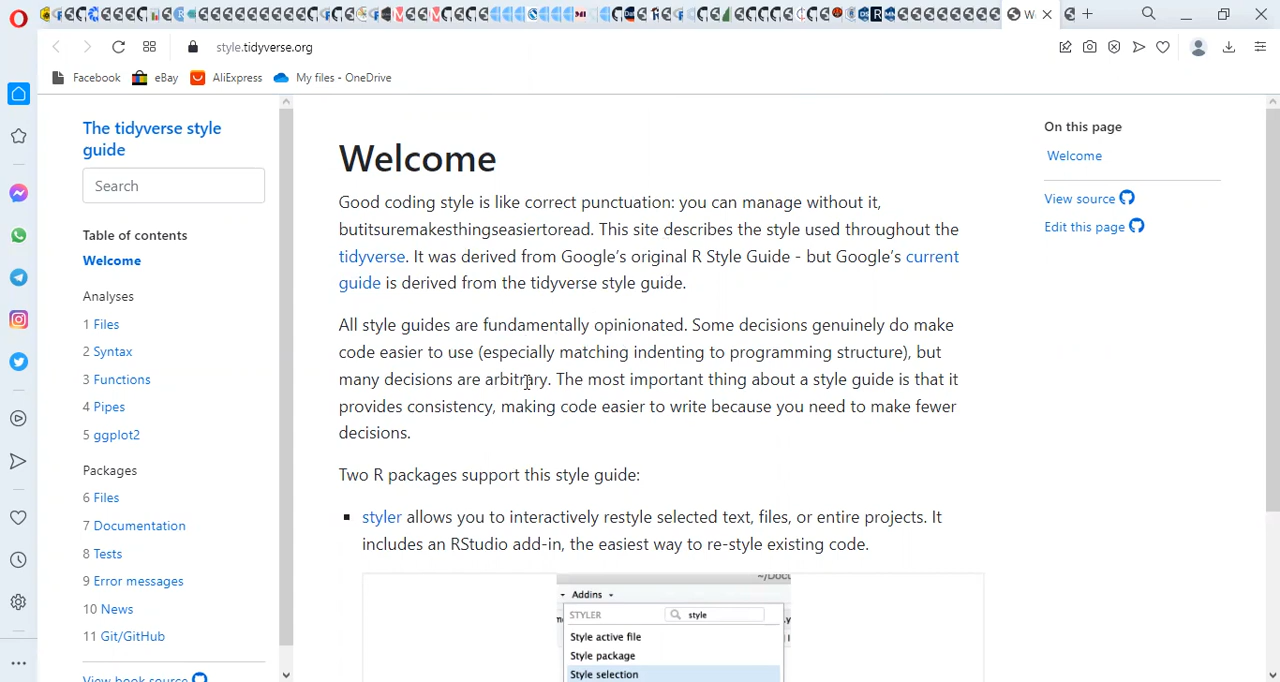 W
style.tidyverse.org
Facebook
eBay
AliExpress
My files - OneDrive
The tidyverse style
guide
Search
Table of contents
Welcome
Analyses
1 Files
2 Syntax
3 Functions
4 Pipes
5 ggplot2
Packages
6 Files
7 Documentation
8 Tests
9 Error messages
10 News
11 Git/GitHub
View book source
Welcome
Good coding style is like correct punctuation: you can manage without it,
butitsuremakesthingseasiertoread. This site describes the style used throughout the
tidyverse. It was derived from Google's original R Style Guide - but Google's current
guide is derived from the tidyverse style guide.
All style guides are fundamentally opinionated. Some decisions genuinely do make
code easier to use (especially matching indenting to programming structure), but
many decisions are arbitrary. The most important thing about a style guide is that it
provides consistency, making code easier to write because you need to make fewer
decisions.
Two R packages support this style guide:
styler allows you to interactively restyle selected text, files, or entire projects. It
includes an RStudio add-in, the easiest way to re-style existing code.
~/Docu
Addins
STYLER
style
Style active file
Style package
Style selection
On this page
Welcome
View source
Edit this page